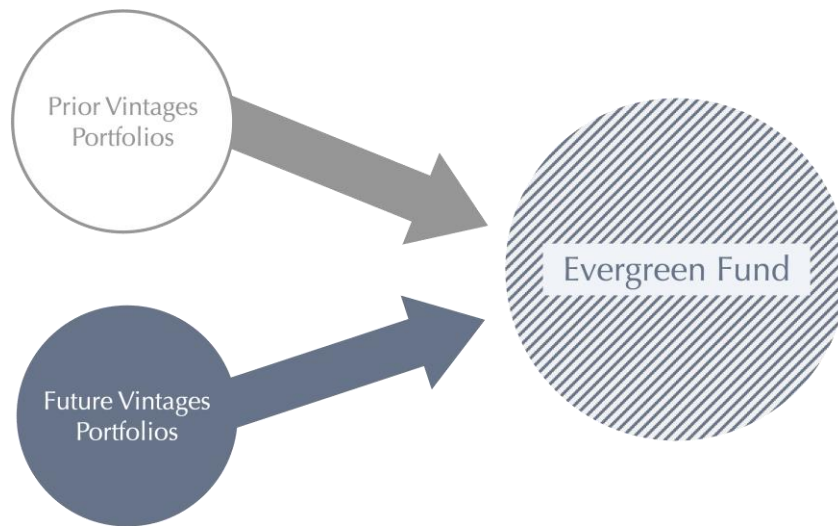 Prior Vintages
Portfolios
Evergreen Fund
Future Vintages
Portfolios